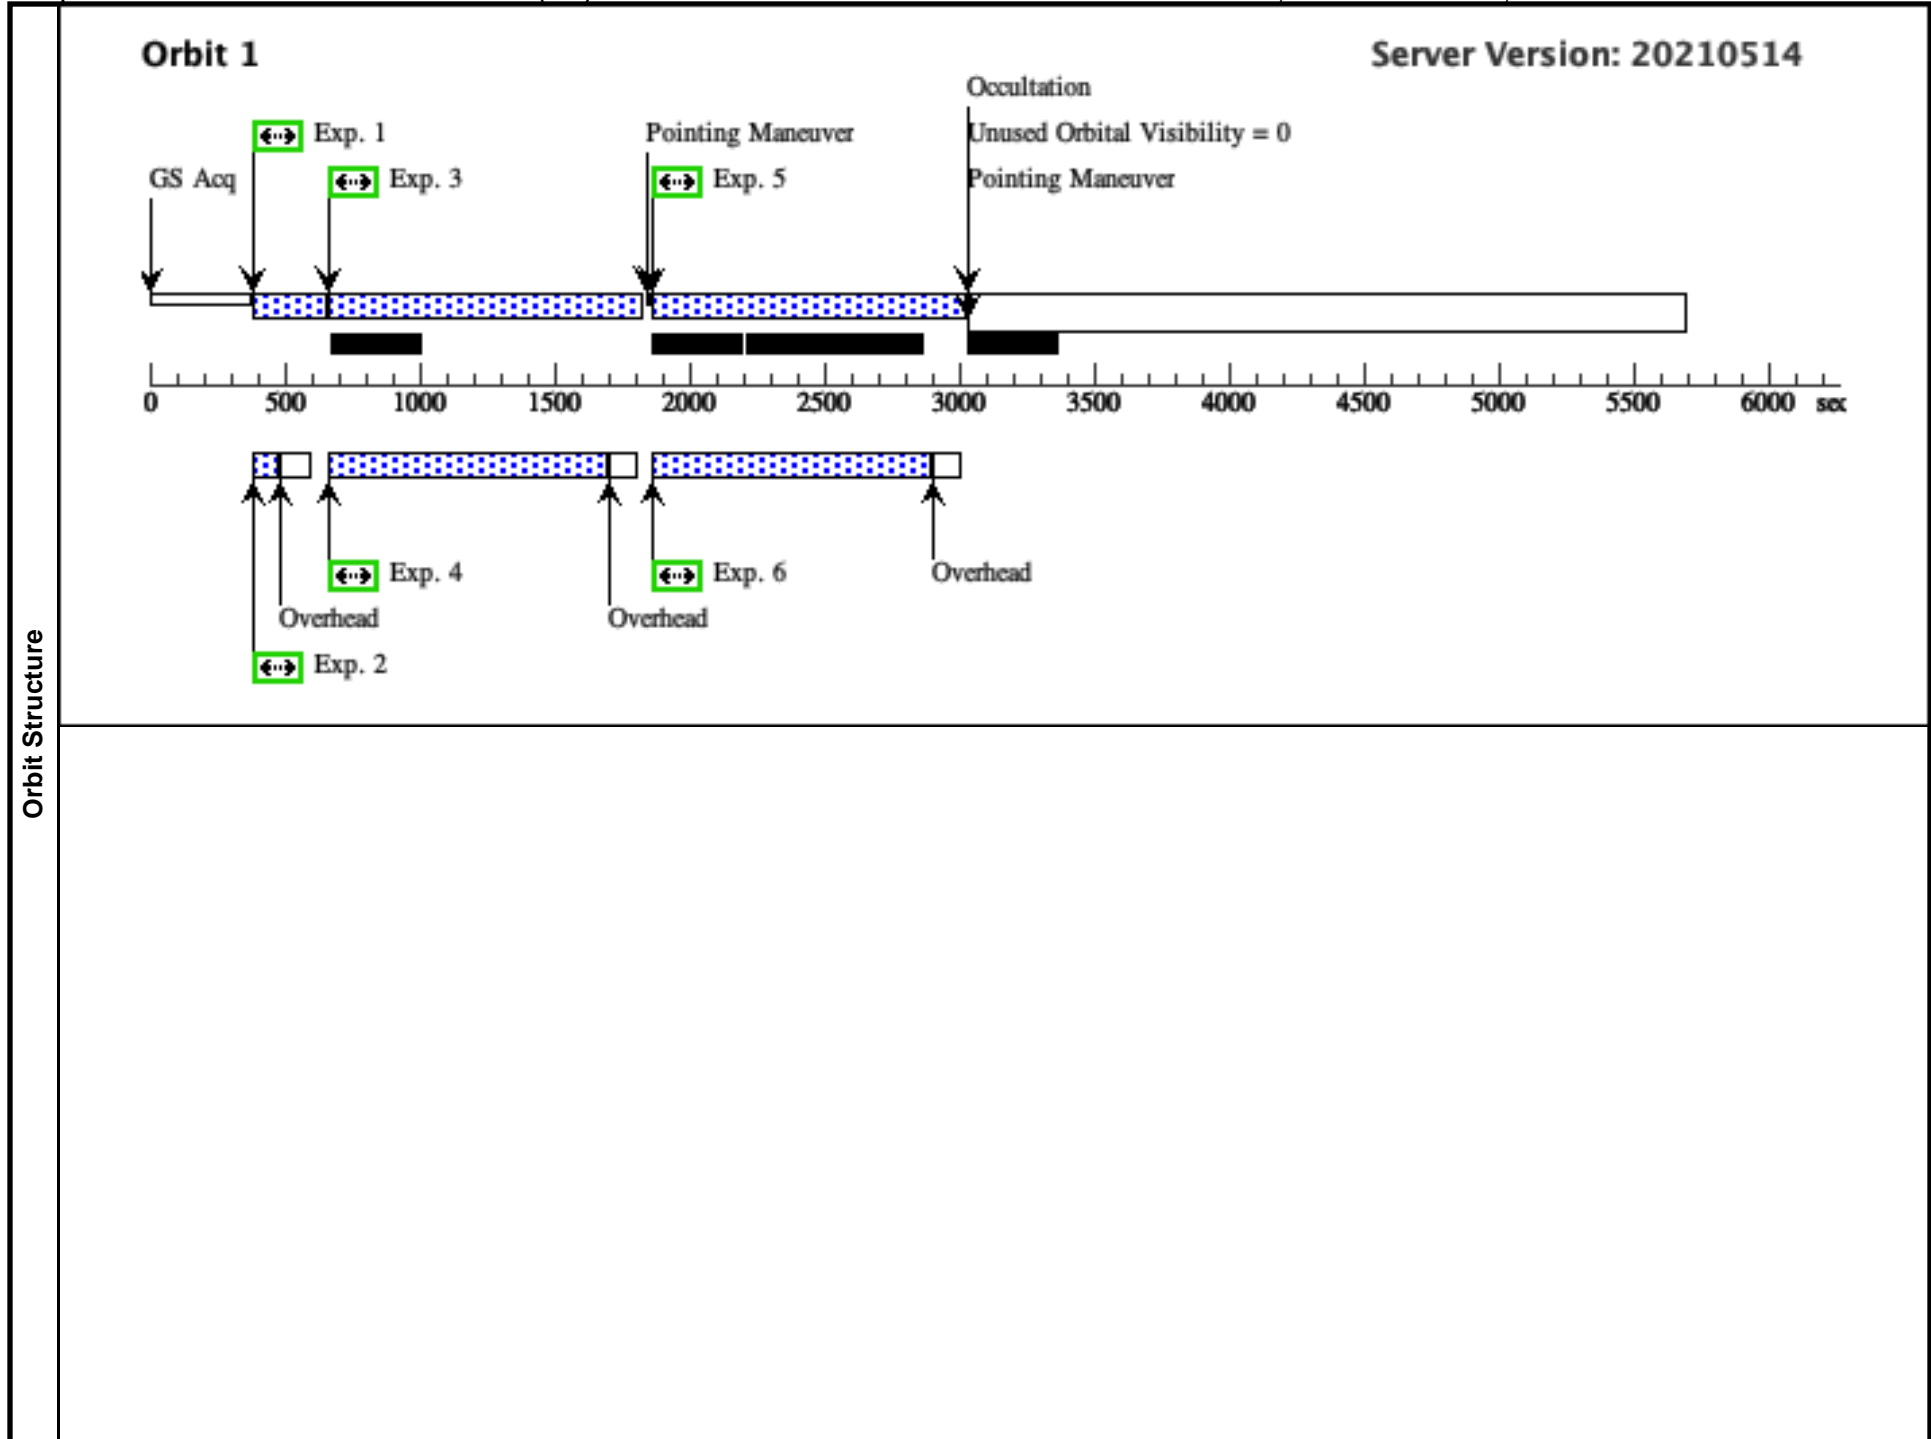 Orbit 1
Server Version: 20210514
Occultation
Exp. 1
Pointing Maneuver
Unused Orbital Visibility = 0
GS Acq
Exp. 3
Exp. 5
Pointing Maneuver
0 500 1000 1500 2000 2500 3000 3500 4000 4500 5000 5500 6000 sec
Exp. 4
Exp. 6
Overhead
Overhead
Overhead
Exp. 2
Orbit Structure